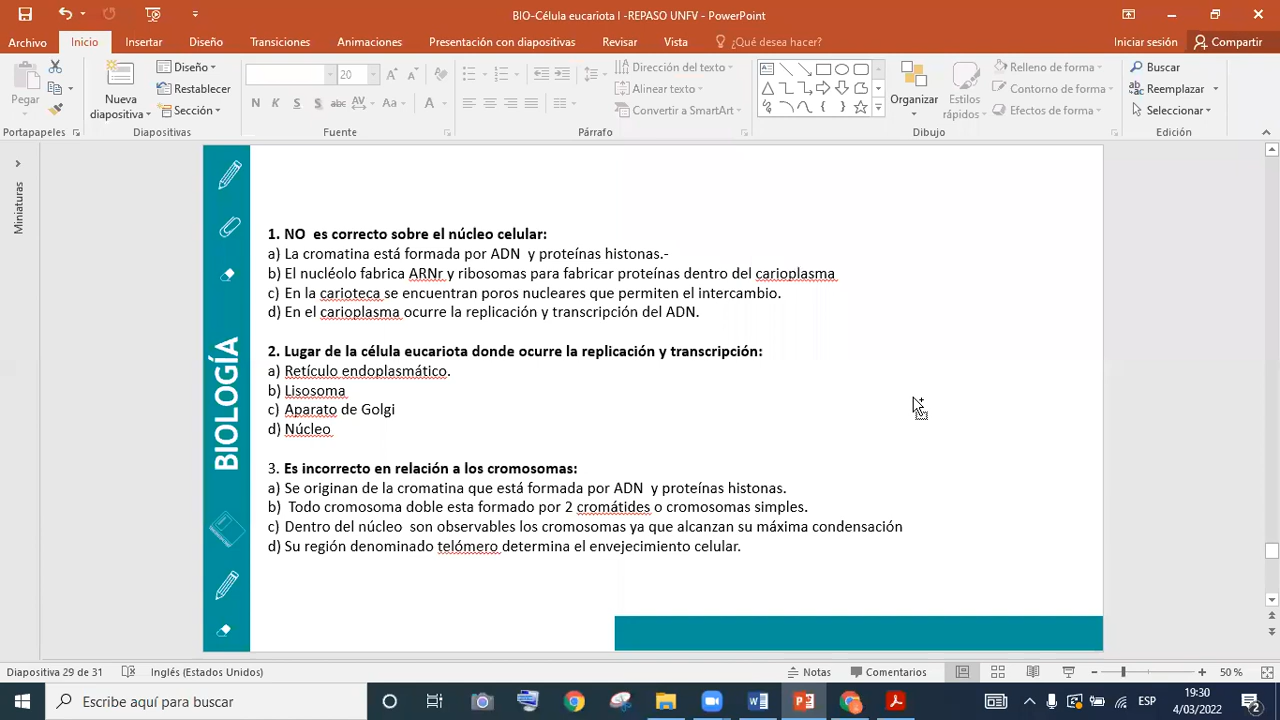 BIO-Célula eucariota I -REPASO UNFV - PowerPoint
Archivo Inicio Insertar Diseño Transiciones Animaciones Presentación con diapositivas Revisar Vista ¿Qué desea hacer? Iniciar sesión Compartir
Pegar
Nueva diapositiva
Diseño
Restablecer
Sección
20
N K S S abc AV Aa A
Dirección del texto
Alinear texto
Convertir a SmartArt
Organizar
Estilos rápidos
Relleno de forma
Contorno de forma
Efectos de forma
Buscar
Reemplazar
Seleccionar
Portapapeles Diapositivas Fuente Párrafo Dibujo Edición
Miniaturas
BIOLOGÍA
1. NO es correcto sobre el núcleo celular:
a) La cromatina está formada por ADN y proteínas histonas.-
b) El nucléolo fabrica ARNr y ribosomas para fabricar proteínas dentro del carioplasma
c) En la carioteca se encuentran poros nucleares que permiten el intercambio.
d) En el carioplasma ocurre la replicación y transcripción del ADN.
2. Lugar de la célula eucariota donde ocurre la replicación y transcripción:
a) Retículo endoplasmático.
b) Lisosoma
c) Aparato de Golgi
d) Núcleo
3. Es incorrecto en relación a los cromosomas:
a) Se originan de la cromatina que está formada por ADN y proteínas histonas.
b) Todo cromosoma doble esta formado por 2 cromátides o cromosomas simples.
c) Dentro del núcleo son observables los cromosomas ya que alcanzan su máxima condensación
d) Su región denominado telómero determina el envejecimiento celular.
Diapositiva 29 de 31 Inglés (Estados Unidos) Notas Comentarios 50 %
Escribe aquí para buscar
ESP
19:30
4/03/2022
2